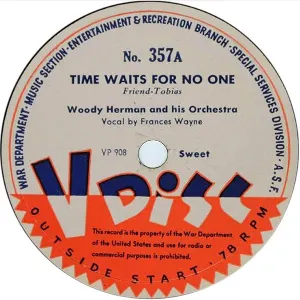 WAR DEPARTMENT - MUSIC SECTION - ENTERTAINMENT & RECREATION BRANCH - SPECIAL SERVICES DIVISION - A.S.F.
No. 357A
TIME WAITS FOR NO ONE
Friend-Tobias
Woody Herman and his Orchestra
Vocal by Frances Wayne
VP 908
Sweet
V DISC
This record is the property of the War Department
of the United States and use for radio or
commercial purposes is prohibited.
OUTSIDE START - 78 RPM